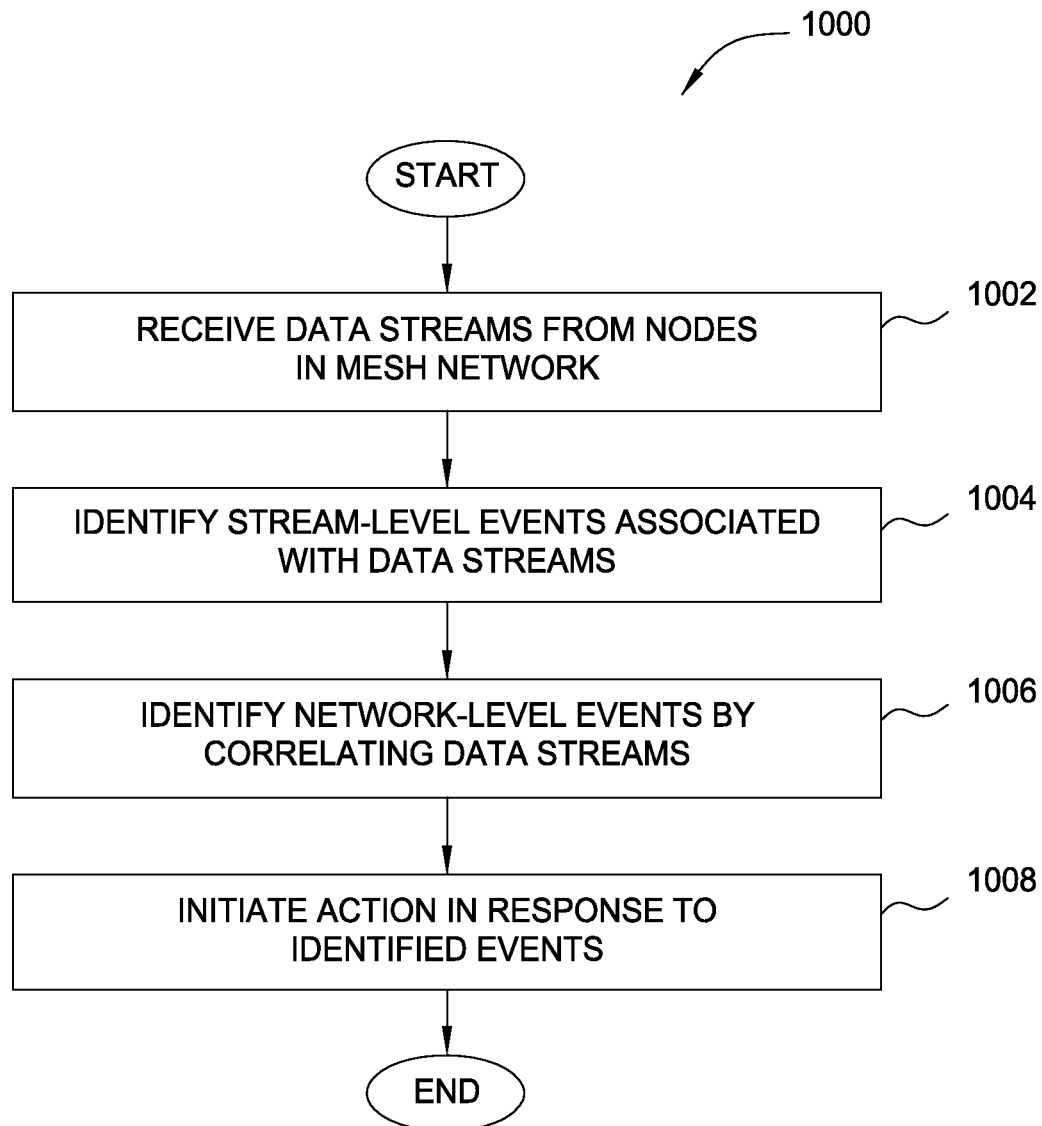 1000
START
1002
RECEIVE DATA STREAMS FROM NODES
IN MESH NETWORK
1004
IDENTIFY STREAM-LEVEL EVENTS ASSOCIATED
WITH DATA STREAMS
1006
IDENTIFY NETWORK-LEVEL EVENTS BY
CORRELATING DATA STREAMS
1008
INITIATE ACTION IN RESPONSE TO
IDENTIFIED EVENTS
END